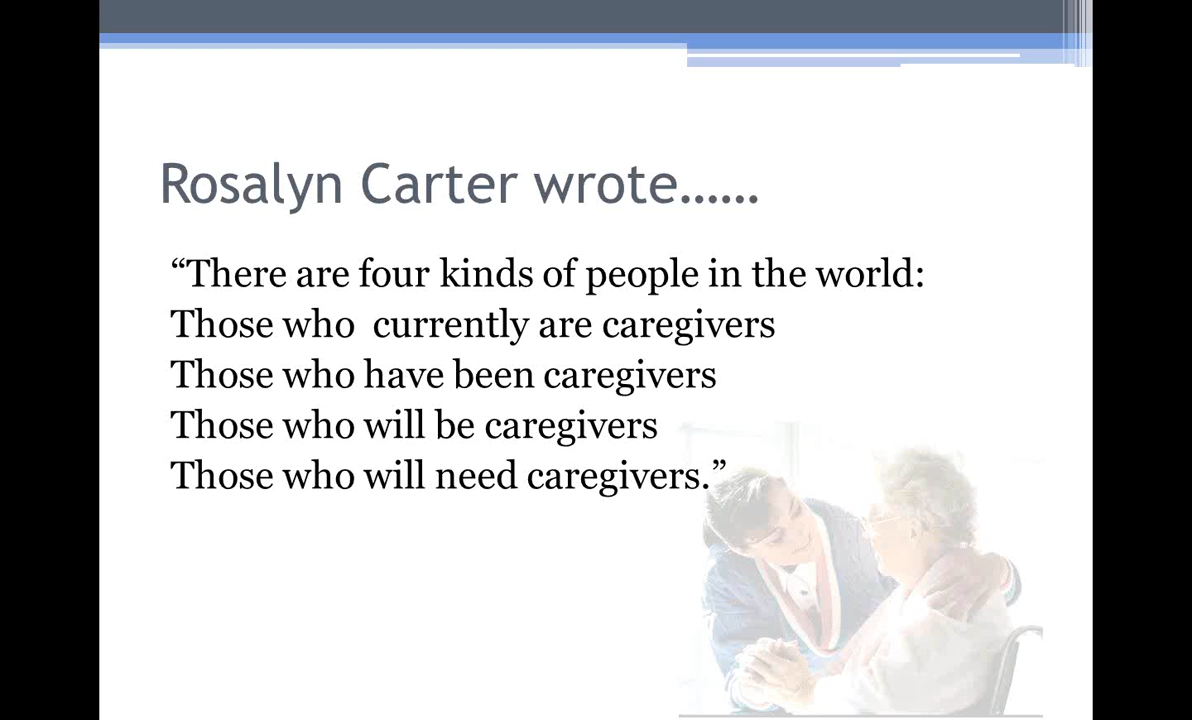 Rosalyn Carter wrote……
“There are four kinds of people in the world:
Those who  currently are caregivers
Those who have been caregivers
Those who will be caregivers
Those who will need caregivers.”